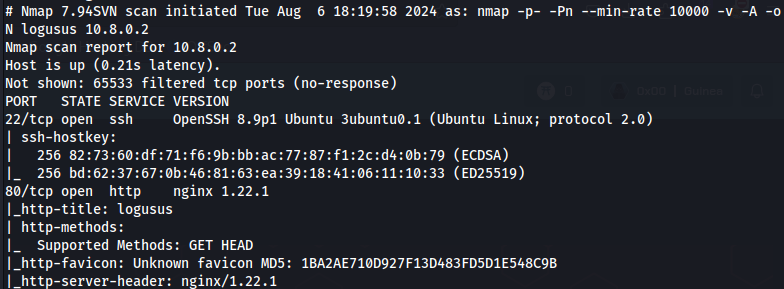 # Nmap 7.94SVN scan initiated Tue Aug  6 18:19:58 2024 as: nmap -p- -Pn --min-rate 10000 -v -A -o
N logusus 10.8.0.2
Nmap scan report for 10.8.0.2
Host is up (0.21s latency).
Not shown: 65533 filtered tcp ports (no-response)
PORT   STATE SERVICE VERSION
22/tcp open  ssh     OpenSSH 8.9p1 Ubuntu 3ubuntu0.1 (Ubuntu Linux; protocol 2.0)
| ssh-hostkey:
|   256 82:73:60:df:71:f6:9b:bb:ac:77:87:f1:2c:d4:0b:79 (ECDSA)
|_  256 bd:62:37:67:0b:46:81:63:ea:39:18:41:06:11:10:33 (ED25519)
80/tcp open  http    nginx 1.22.1
|_http-title: logusus
| http-methods:
|_  Supported Methods: GET HEAD
|_http-favicon: Unknown favicon MD5: 1BA2AE710D927F13D483FD5D1E548C9B
|_http-server-header: nginx/1.22.1